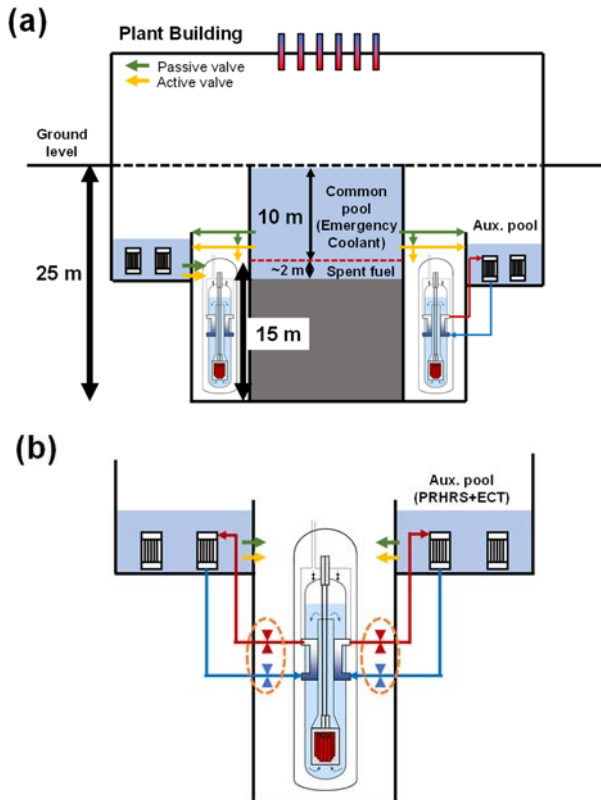 (a)
Plant Building
Passive valve
Active valve
Ground
level
10 m
Common
pool
(Emergency
Coolant)
Aux. pool
25 m
~2 m
Spent fuel
15 m
(b)
Aux. pool
(PRHRS+ECT)